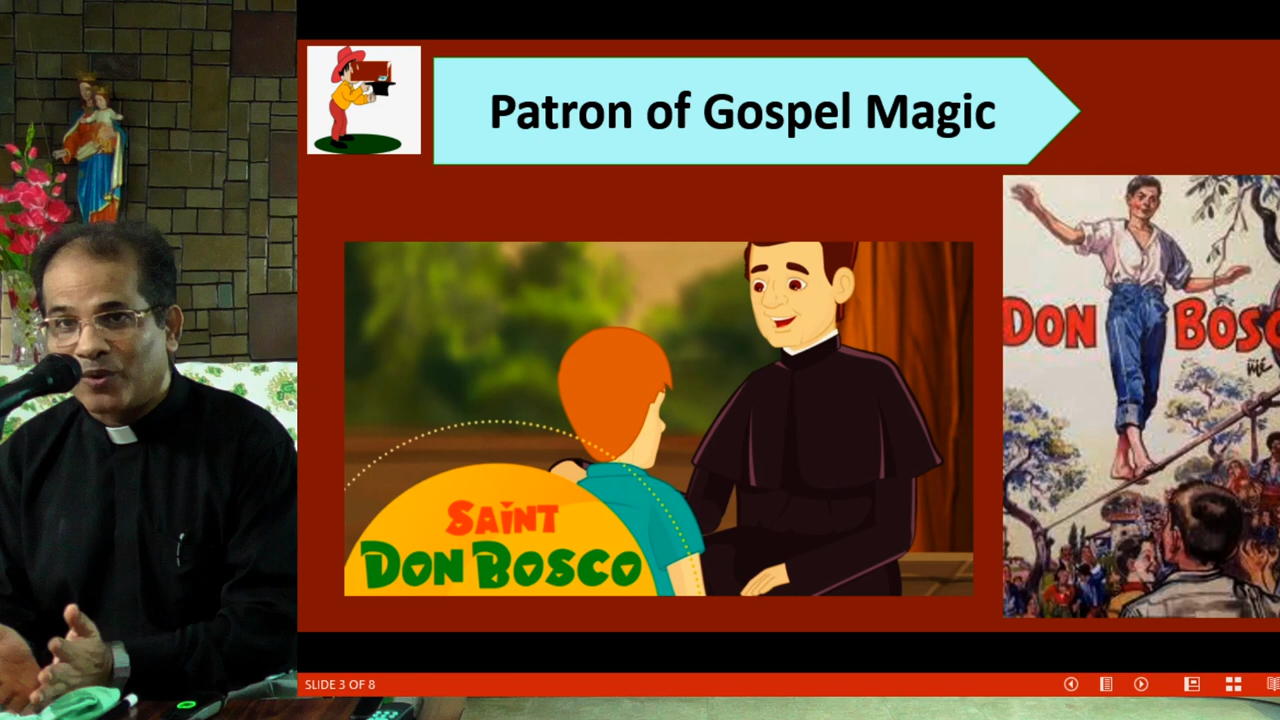 Patron of Gospel Magic
SAINT
DON BOSCO
DON BOSC
SLIDE 3 OF 8